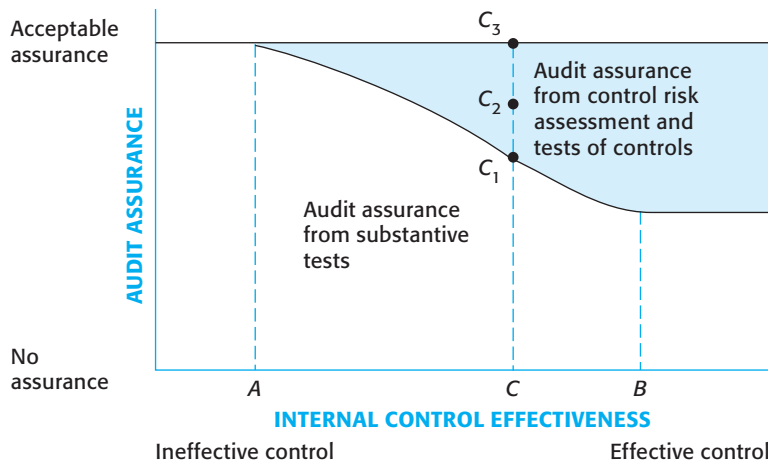 Acceptable
assurance
C3
Audit assurance
from control risk
assessment and
tests of controls
C2
C1
AUDIT ASSURANCE
Audit assurance
from substantive
tests
No
assurance
A
C
B
INTERNAL CONTROL EFFECTIVENESS
Ineffective control
Effective control